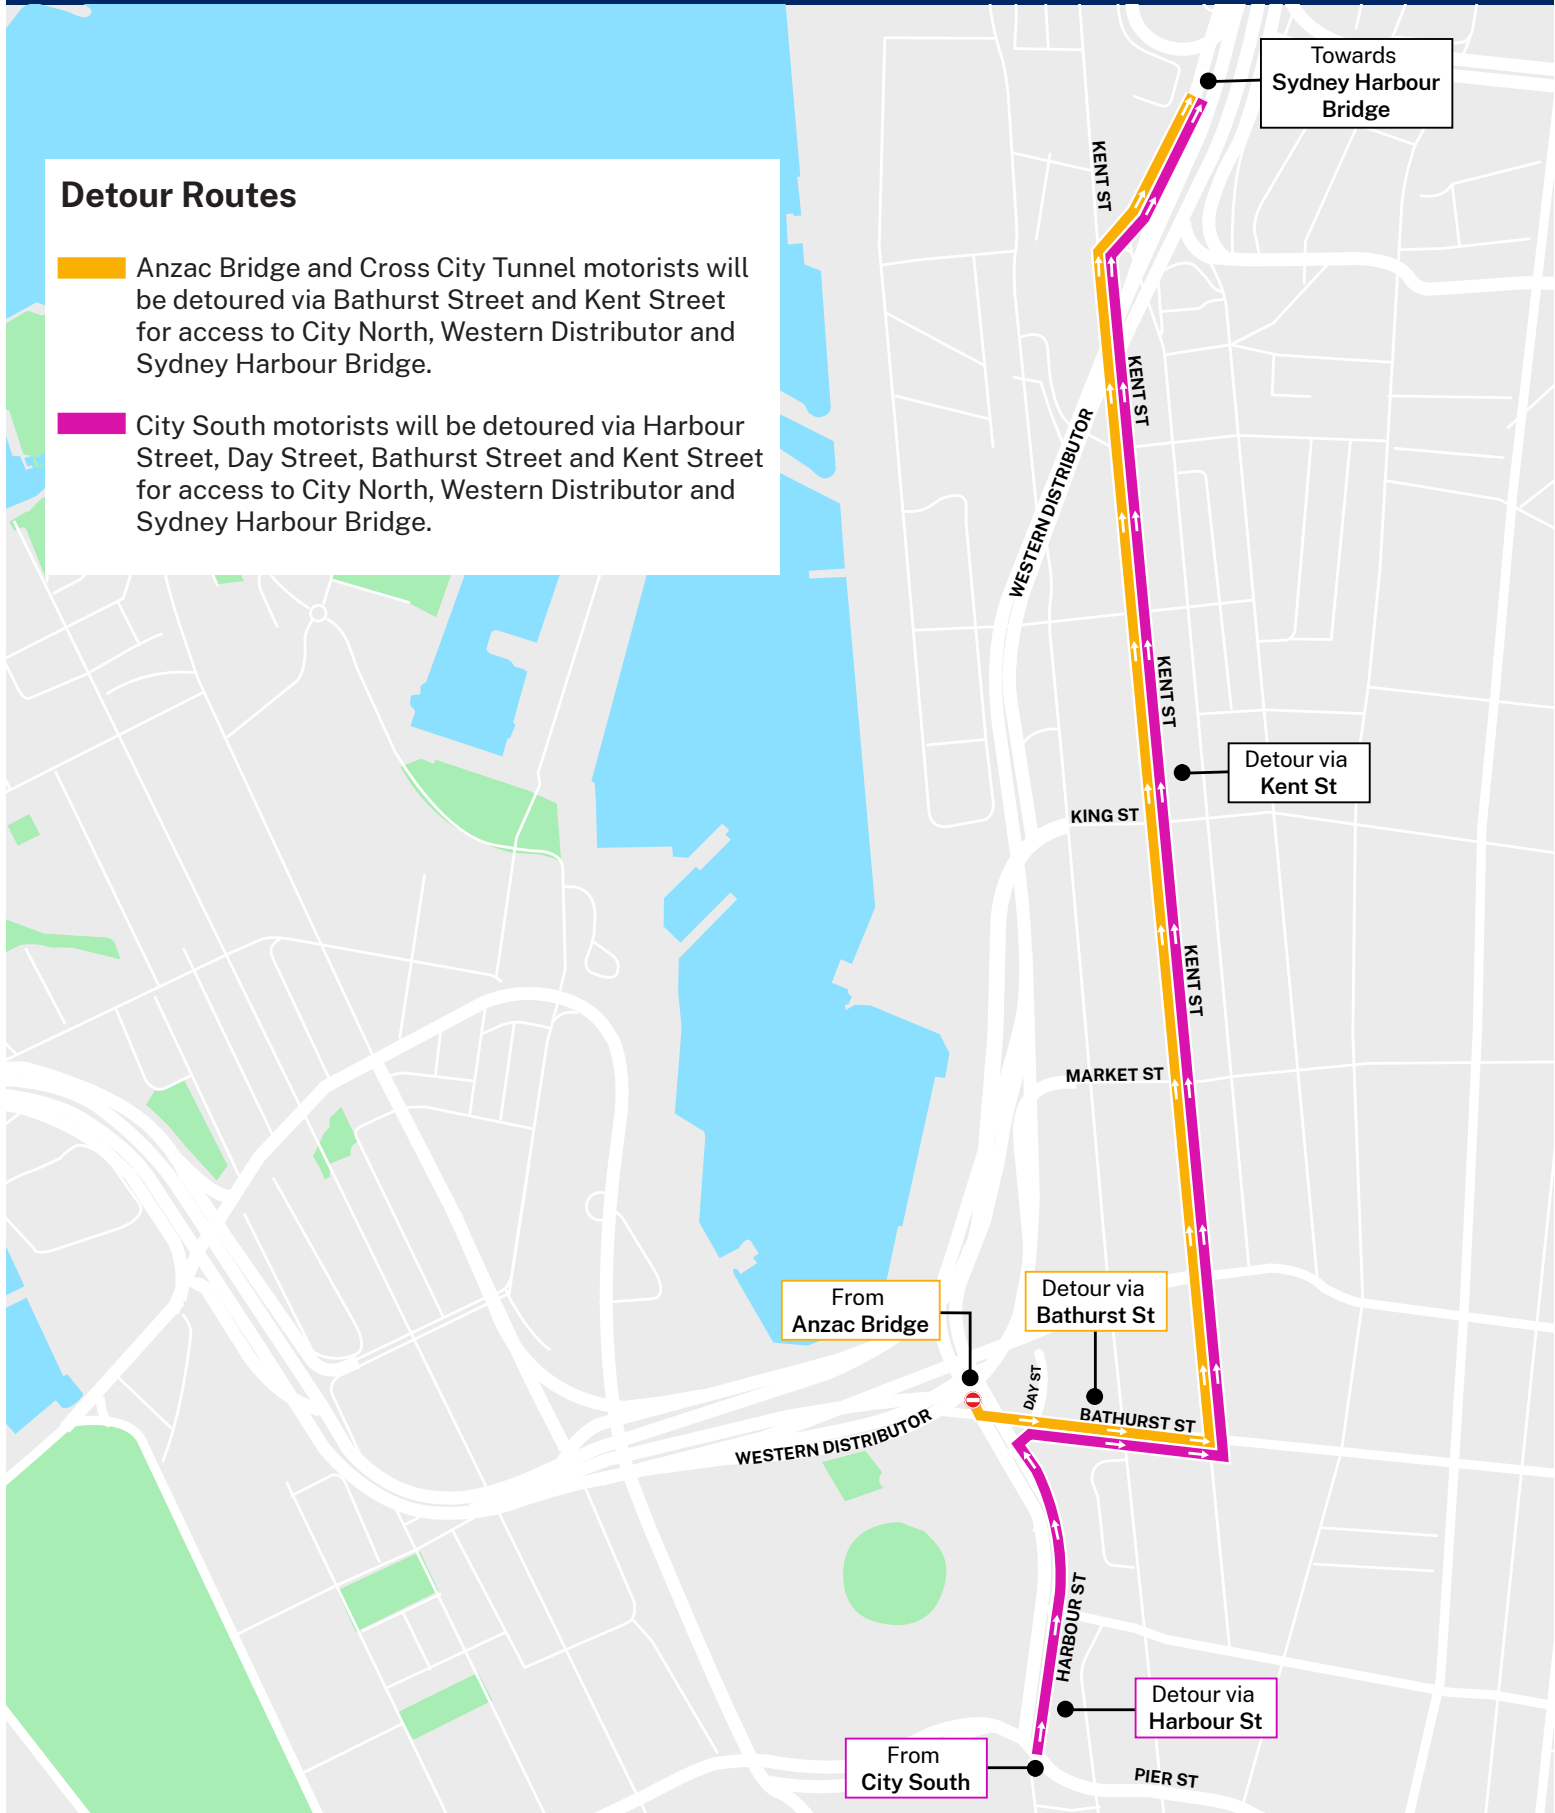 Towards
Sydney Harbour
Bridge
KENT ST
Detour Routes
Anzac Bridge and Cross City Tunnel motorists will
be detoured via Bathurst Street and Kent Street
for access to City North, Western Distributor and
Sydney Harbour Bridge.
City South motorists will be detoured via Harbour
Street, Day Street, Bathurst Street and Kent Street
for access to City North, Western Distributor and
Sydney Harbour Bridge.
KENT ST
WESTERN DISTRIBUTOR
KENT ST
Detour via
Kent St
KING ST
KENT ST
MARKET ST
Detour via
Bathurst St
From
Anzac Bridge
DAY ST
BATHURST ST
WESTERN DISTRIBUTOR
HARBOUR ST
Detour via
Harbour St
From
City South
PIER ST